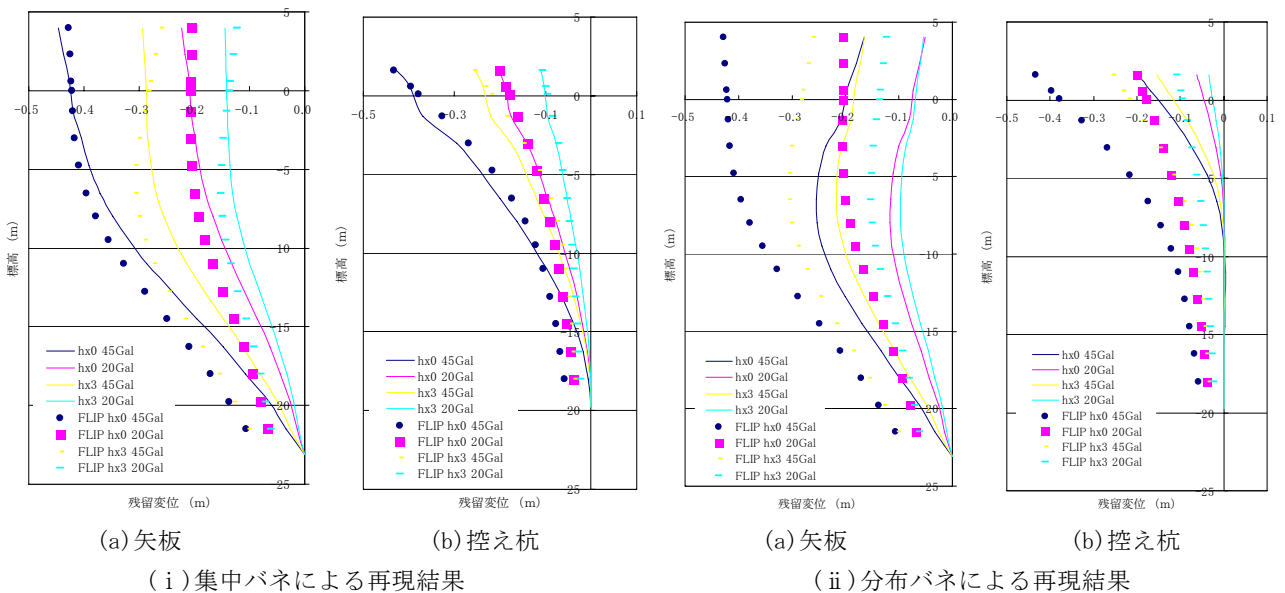 5
-0.5
-0.4
-0.3
-0.2
-0.1
0.0
0
-5
-10
-15
-20
-25
標高 (m)
hx0 45Gal
hx0 20Gal
hx3 45Gal
hx3 20Gal
FLIP hx0 45Gal
FLIP hx0 20Gal
FLIP hx3 45Gal
FLIP hx3 20Gal
残留変位 (m)
(a)矢板
5
-0.5
-0.3
-0.1
0.1
0
-5
-10
-15
-20
-25
標高 (m)
hx0 45Gal
hx0 20Gal
hx3 45Gal
hx3 20Gal
FLIP hx0 45Gal
FLIP hx0 20Gal
FLIP hx3 45Gal
FLIP hx3 20Gal
残留変位 (m)
(b)控え杭
(ⅰ)集中バネによる再現結果
5
-0.5
-0.4
-0.3
-0.2
-0.1
0.0
0
-5
-10
-15
-20
-25
標高 (m)
hx0 45Gal
hx0 20Gal
hx3 45Gal
hx3 20Gal
FLIP hx0 45Gal
FLIP hx0 20Gal
FLIP hx3 45Gal
FLIP hx3 20Gal
残留変位 (m)
(a)矢板
5
-0.5
-0.4
-0.3
-0.2
-0.1
0
0.1
-5
-10
-15
-20
-25
標高 (m)
hx0 45Gal
hx0 20Gal
hx3 45Gal
hx3 20Gal
FLIP hx0 45Gal
FLIP hx0 20Gal
FLIP hx3 45Gal
FLIP hx3 20Gal
残留変位 (m)
(b)控え杭
(ⅱ)分布バネによる再現結果